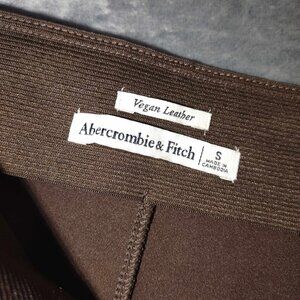 Vegan Leather
Abercrombie & Fitch
S
MADE IN
CAMBODIA